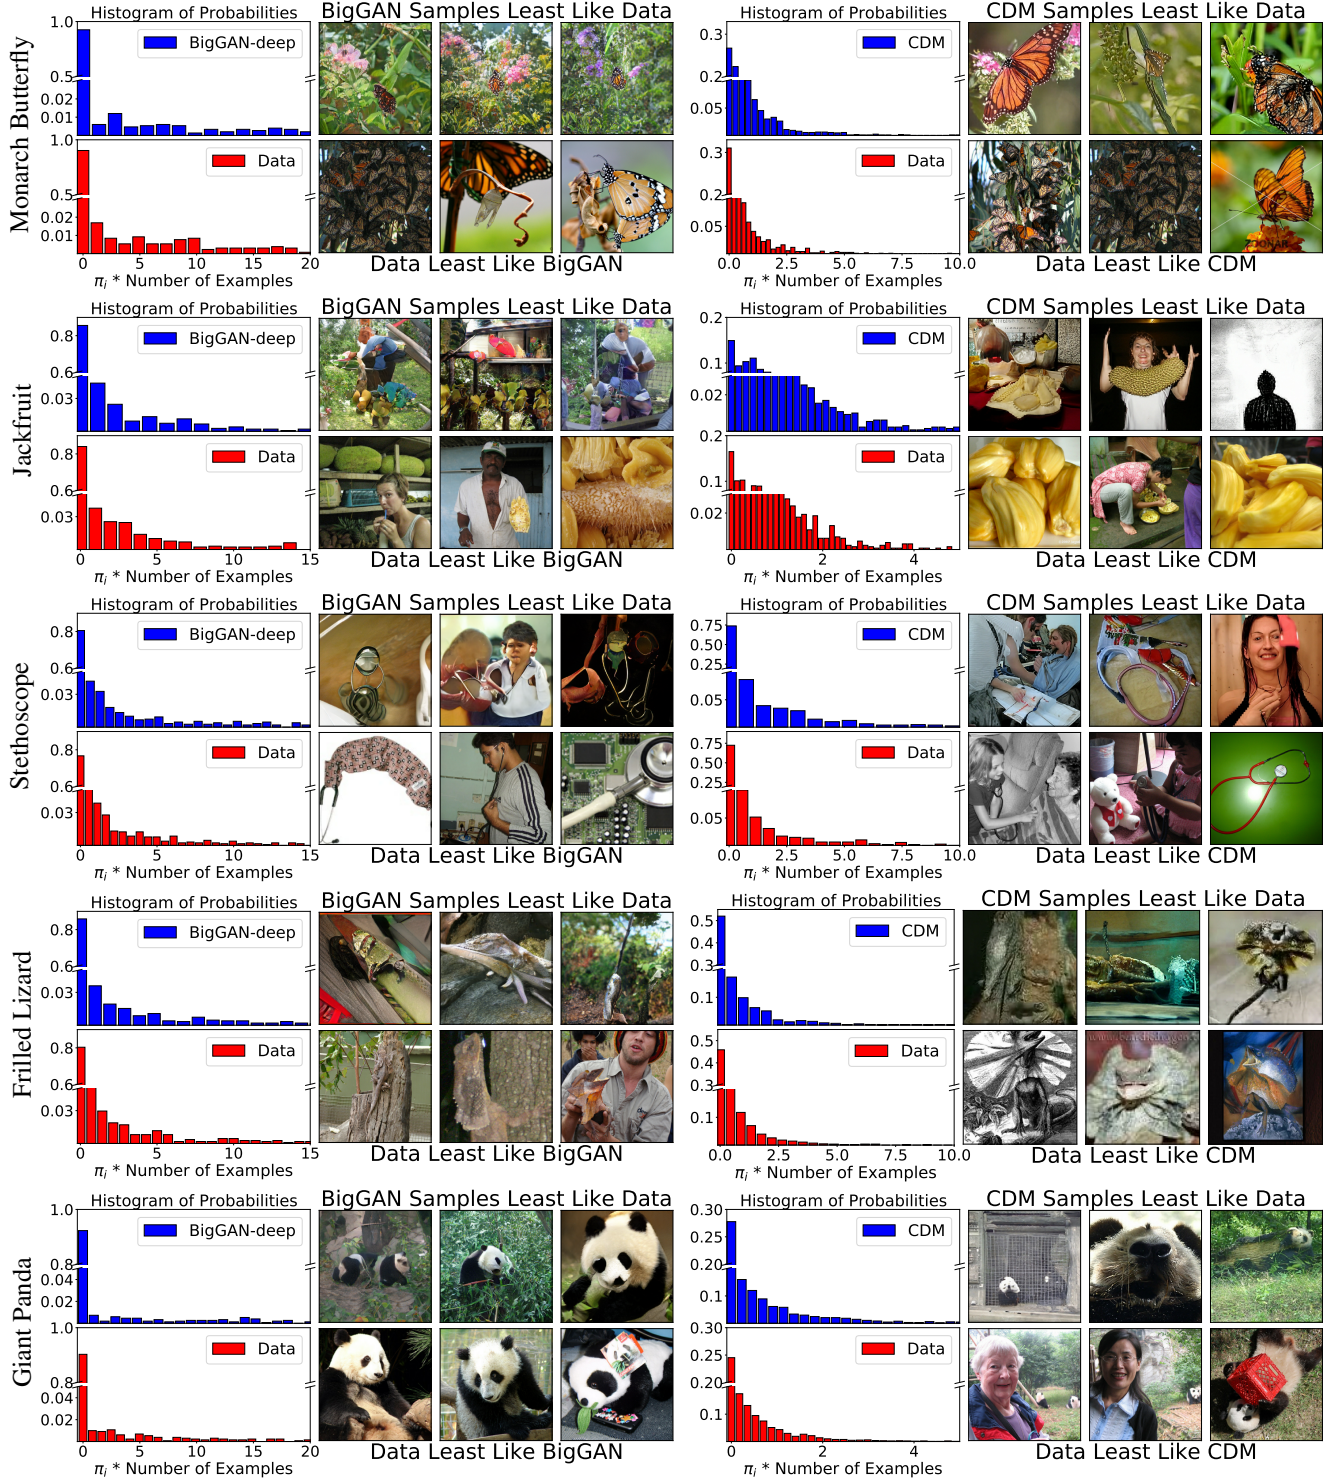 Monarch Butterfly
Histogram of Probabilities
BigGAN Samples Least Like Data
Histogram of Probabilities
CDM Samples Least Like Data
1.0
0.5
0.02
0.01
BigGAN-deep
0.3
0.2
0.05
CDM
1.0
1.0
0.5
0.02
0.01
Data
0.3
0.2
0.05
Data
ZOONAR
0 5 10 15 20
π_i * Number of Examples
Data Least Like BigGAN
0.0 2.5 5.0 7.5 10.0
π_i * Number of Examples
Data Least Like CDM
Jackfruit
Histogram of Probabilities
BigGAN Samples Least Like Data
Histogram of Probabilities
CDM Samples Least Like Data
0.8
0.6
0.03
BigGAN-deep
0.2
0.1
0.02
CDM
0.8
0.6
0.03
Data
0.2
0.1
0.02
Data
0 5 10 15
π_i * Number of Examples
Data Least Like BigGAN
0 2 4
π_i * Number of Examples
Data Least Like CDM
Stethoscope
Histogram of Probabilities
BigGAN Samples Least Like Data
Histogram of Probabilities
CDM Samples Least Like Data
0.8
0.6
0.03
BigGAN-deep
0.75
0.50
0.25
0.05
CDM
0.8
0.6
0.03
Data
0.75
0.50
0.25
0.05
Data
0 5 10 15
π_i * Number of Examples
Data Least Like BigGAN
0.0 2.5 5.0 7.5 10.0
π_i * Number of Examples
Data Least Like CDM
Frilled Lizard
Histogram of Probabilities
BigGAN Samples Least Like Data
Histogram of Probabilities
CDM Samples Least Like Data
0.8
0.6
0.03
BigGAN-deep
0.5
0.4
0.3
0.1
CDM
0.8
0.6
0.03
Data
0.5
0.4
0.3
0.1
Data
0 5 10 15
π_i * Number of Examples
Data Least Like BigGAN
0.0 2.5 5.0 7.5 10.0
π_i * Number of Examples
Data Least Like CDM
Giant Panda
Histogram of Probabilities
BigGAN Samples Least Like Data
Histogram of Probabilities
CDM Samples Least Like Data
1.0
0.8
0.04
0.02
BigGAN-deep
0.30
0.25
0.20
0.1
CDM
1.0
0.8
0.04
0.02
Data
0.30
0.25
0.20
0.1
Data
0 5 10 15 20
π_i * Number of Examples
Data Least Like BigGAN
0 2 4
π_i * Number of Examples
Data Least Like CDM